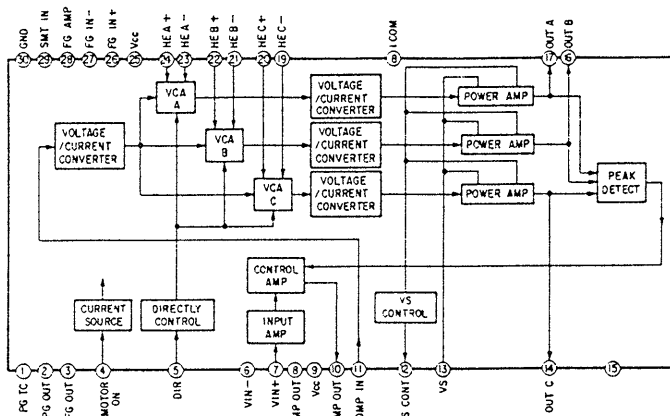 30 GND
29 SMT IN
28 FG AMP
27 FG IN-
26 FG IN+
25 Vcc
24 HEA+
23 HEA-
22 HEB+
21 HEB-
20 HEC+
19 HEC-
8 ICOM
17 OUT A
16 OUT B
VCA
A
VOLTAGE
/CURRENT
CONVERTER
POWER AMP
VOLTAGE
/CURRENT
CONVERTER
VCA
B
VOLTAGE
/CURRENT
CONVERTER
POWER AMP
VCA
C
VOLTAGE
/CURRENT
CONVERTER
POWER AMP
PEAK
DETECT
CONTROL
AMP
CURRENT
SOURCE
DIRECTLY
CONTROL
INPUT
AMP
VS
CONTROL
1 PG TC
2 PG OUT
3 FG OUT
4 MOTOR
ON
5 DIR
6 VIN-
7 VIN+
8 MP OUT
9 Vcc
10 MP OUT
11 OMP IN
12 S CONT
13 VS
14 OUT C
15